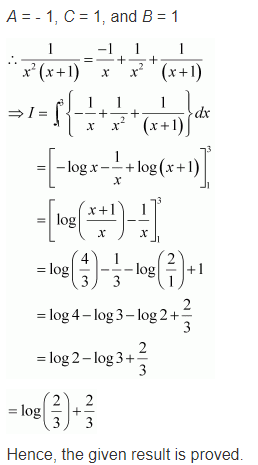 A = - 1, C = 1, and B = 1
∴ 1/(x²(x+1)) = -1/x + 1/x² + 1/(x+1)
⇒ I = ∫₁³ {-1/x + 1/x² + 1/(x+1)} dx
= [-log x - 1/x + log(x+1)]₁³
= [log((x+1)/x) - 1/x]₁³
= log(4/3) - 1/3 - log(2/1) + 1
= log 4 - log 3 - log 2 + 2/3
= log 2 - log 3 + 2/3
= log(2/3) + 2/3
Hence, the given result is proved.